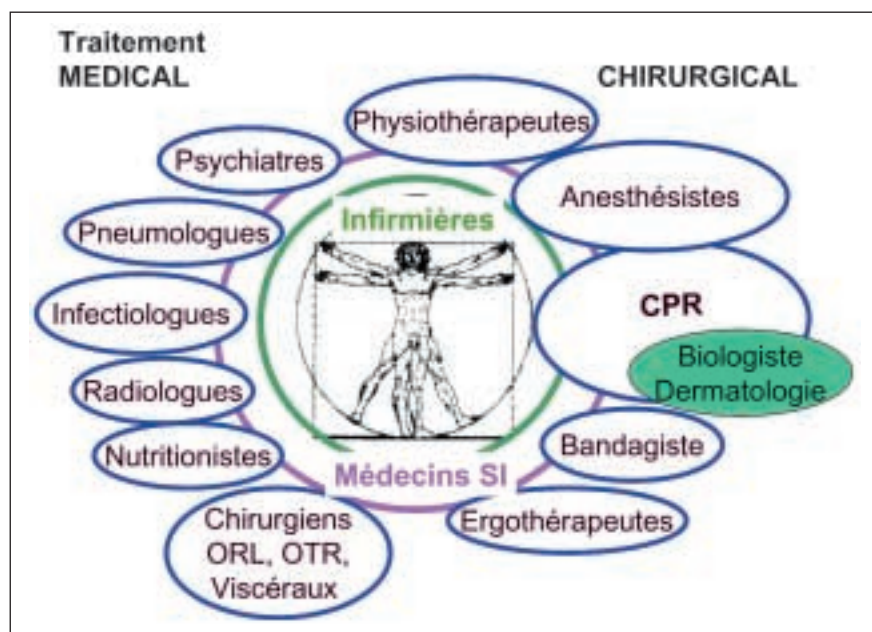 Traitement
MEDICAL
CHIRURGICAL
Physiothérapeutes
Psychiatres
Anesthésistes
Infirmières
Pneumologues
CPR
Infectiologues
Biologiste
Dermatologie
Radiologues
Bandagiste
Nutritionistes
Médecins SI
Chirurgiens
ORL, OTR,
Viscéraux
Ergothérapeutes